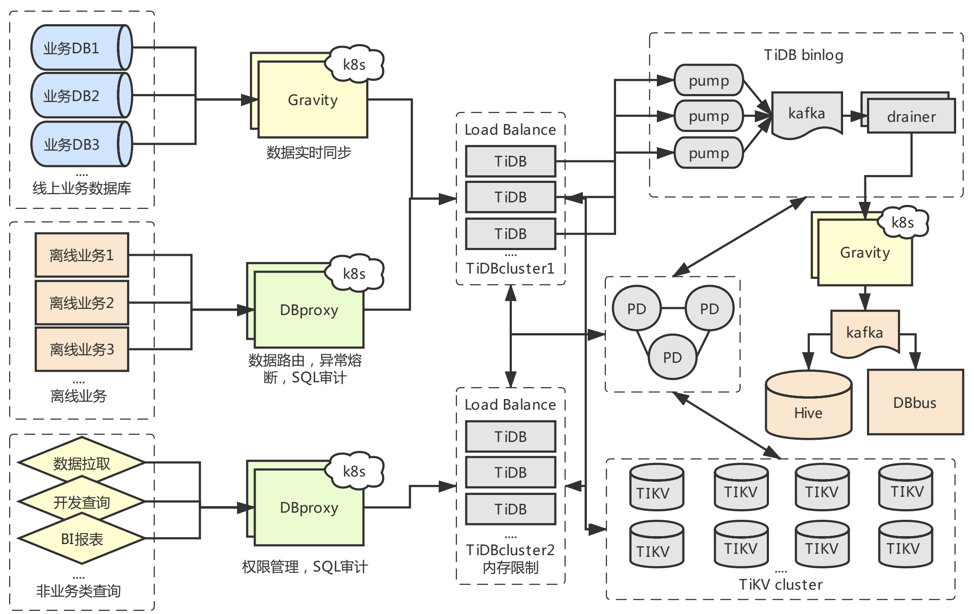 业务DB1
业务DB2
业务DB3
....
线上业务数据库
k8s
Gravity
数据实时同步
离线业务1
离线业务2
离线业务3
....
离线业务
k8s
DBproxy
数据路由，异常熔
断，SQL审计
数据拉取
开发查询
BI报表
....
非业务类查询
k8s
DBproxy
权限管理，SQL审计
Load Balance
TiDB
TiDB
TiDB
....
TiDBcluster1
Load Balance
TiDB
TiDB
TiDB
....
TiDBcluster2
内存限制
TiDB binlog
pump
pump
pump
kafka
drainer
k8s
Gravity
kafka
Hive
DBbus
PD
PD
PD
TIKV
TIKV
TIKV
TIKV
TIKV
TIKV
TIKV
TIKV
....
TiKV cluster